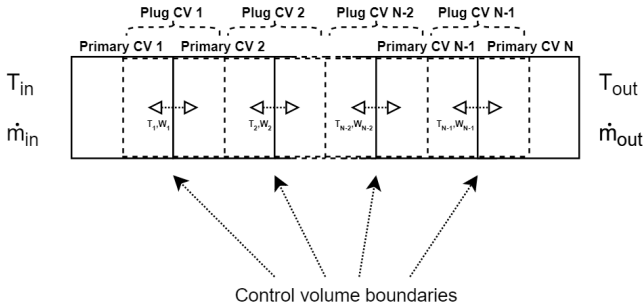 Plug CV 1 Plug CV 2 Plug CV N-2 Plug CV N-1
Primary CV 1 Primary CV 2 Primary CV N-1 Primary CV N
T_in T_out
T_1,W_1 T_2,W_2 T_N-2,W_N-2 T_N-1,W_N-1
ṁ_in ṁ_out
Control volume boundaries